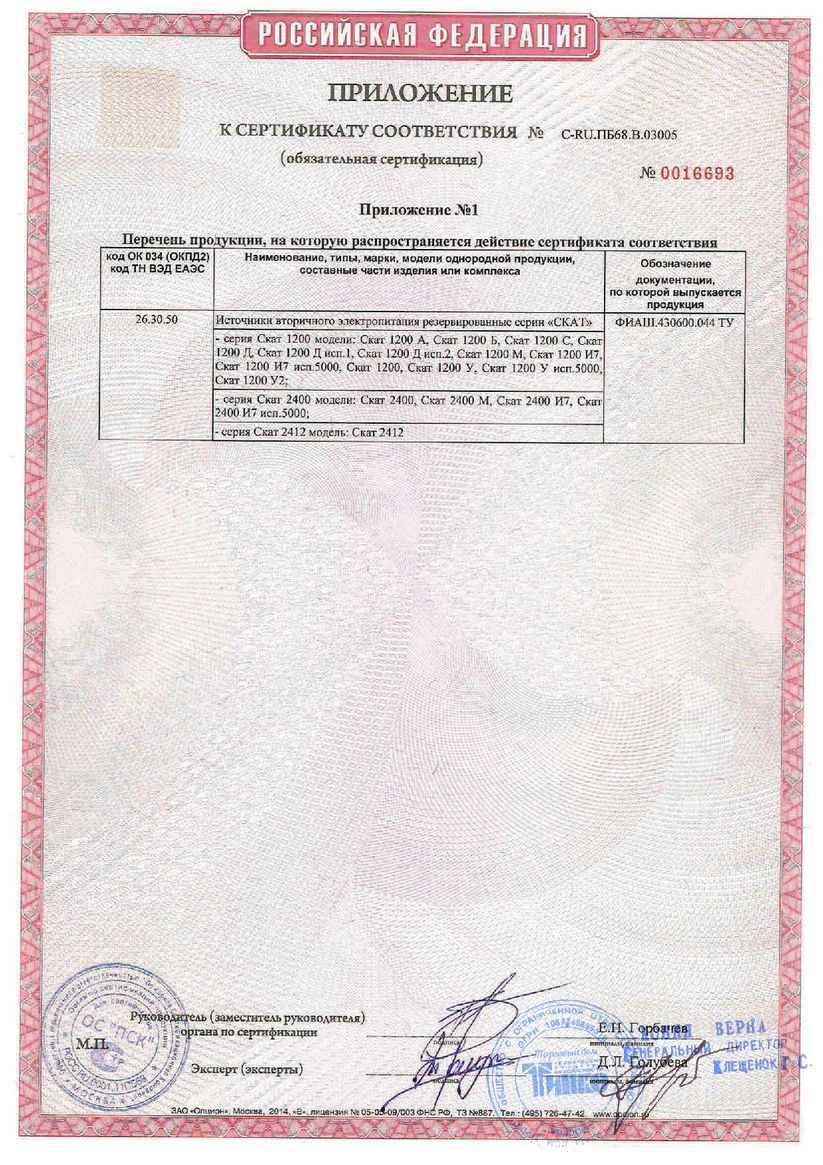 РОССИЙСКАЯ ФЕДЕРАЦИЯ
ПРИЛОЖЕНИЕ
К СЕРТИФИКАТУ СООТВЕТСТВИЯ № C-RU.ПБ68.В.03005
(обязательная сертификация)
№ 0016693
Приложение №1
Перечень продукции, на которую распространяется действие сертификата соответствия
код ОК 034 (ОКПД2)
код ТН ВЭД ЕАЭС
Наименование, типы, марки, модели однородной продукции,
составные части изделия или комплекса
Обозначение
документации,
по которой выпускается
продукция
26.30.50
Источники вторичного электропитания резервированные серии «СКАТ»
ФИАШ.430600.044 ТУ
- серия Скат 1200 модели: Скат 1200 А, Скат 1200 Б, Скат 1200 С, Скат
1200 Д, Скат 1200 Д исп.1, Скат 1200 Д исп.2, Скат 1200 М, Скат 1200 И7,
Скат 1200 И7 исп.5000, Скат 1200, Скат 1200 У, Скат 1200 У исп.5000,
Скат 1200 У2;
- серия Скат 2400 модели: Скат 2400, Скат 2400 М, Скат 2400 И7, Скат
2400 И7 исп.5000;
- серия Скат 2412 модель: Скат 2412
Руководитель (заместитель руководителя)
органа по сертификации
Е.Н. Горбачев
подпись
инициалы, фамилия
М.П.
ОС "ПСК"
МОСКВА
Эксперт (эксперты)
Д.Л. Голубева
подпись
инициалы, фамилия
Торговый дом
КОПИЯ ВЕРНА
ГЕНЕРАЛЬНЫЙ ДИРЕКТОР
КЛЕЩЕНОК Г.С.
ЗАО «Опцион», Москва, 2014, «В», лицензия № 05-05-09/003 ФНС РФ, ТЗ №887. Тел.: (495) 726-47-42, www.opcion.ru